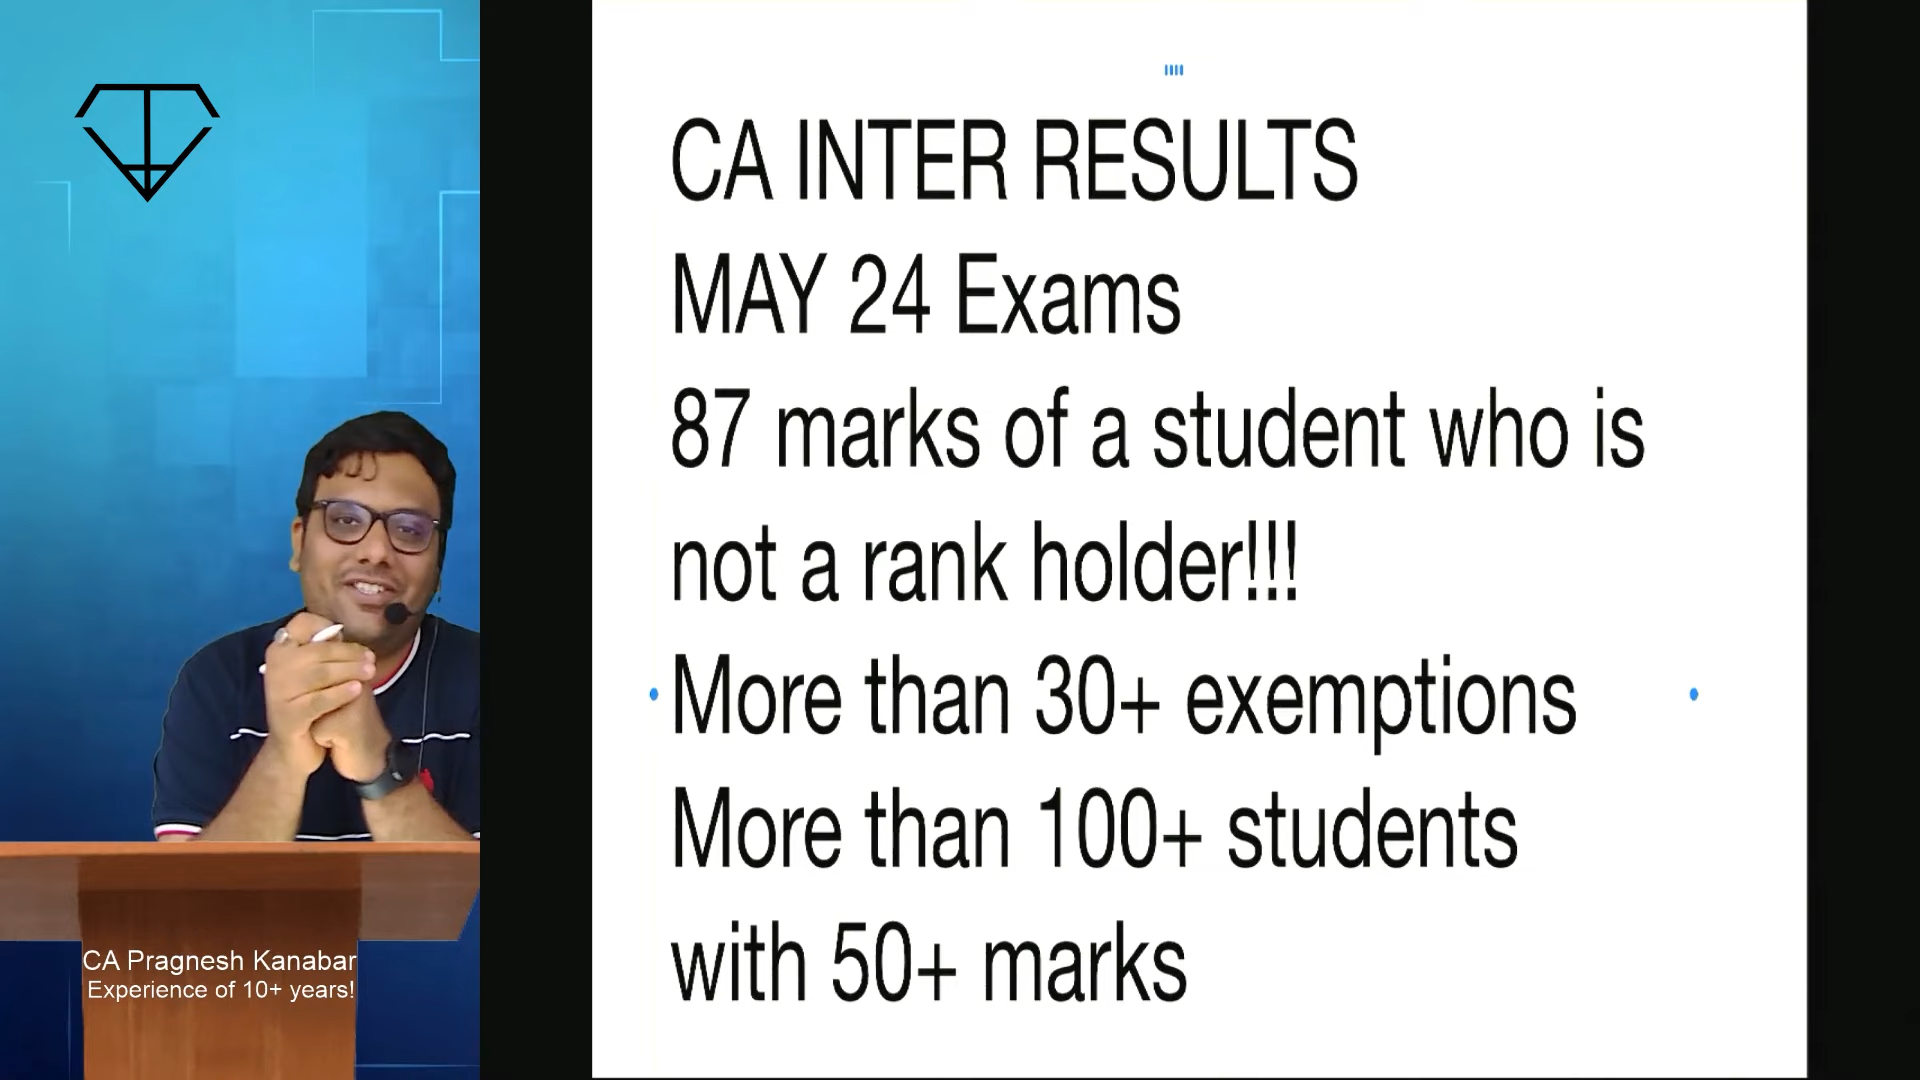 CA INTER RESULTS
MAY 24 Exams
87 marks of a student who is
not a rank holder!!!
More than 30+ exemptions
More than 100+ students
with 50+ marks
CA Pragnesh Kanabar
Experience of 10+ years!